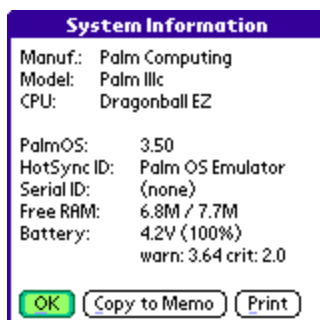 System Information
Manuf.: Palm Computing
Model: Palm IIIc
CPU: Dragonball EZ
PalmOS: 3.50
HotSync ID: Palm OS Emulator
Serial ID: (none)
Free RAM: 6.8M / 7.7M
Battery: 4.2V (100%)
warn: 3.64 crit: 2.0
OK Copy to Memo Print